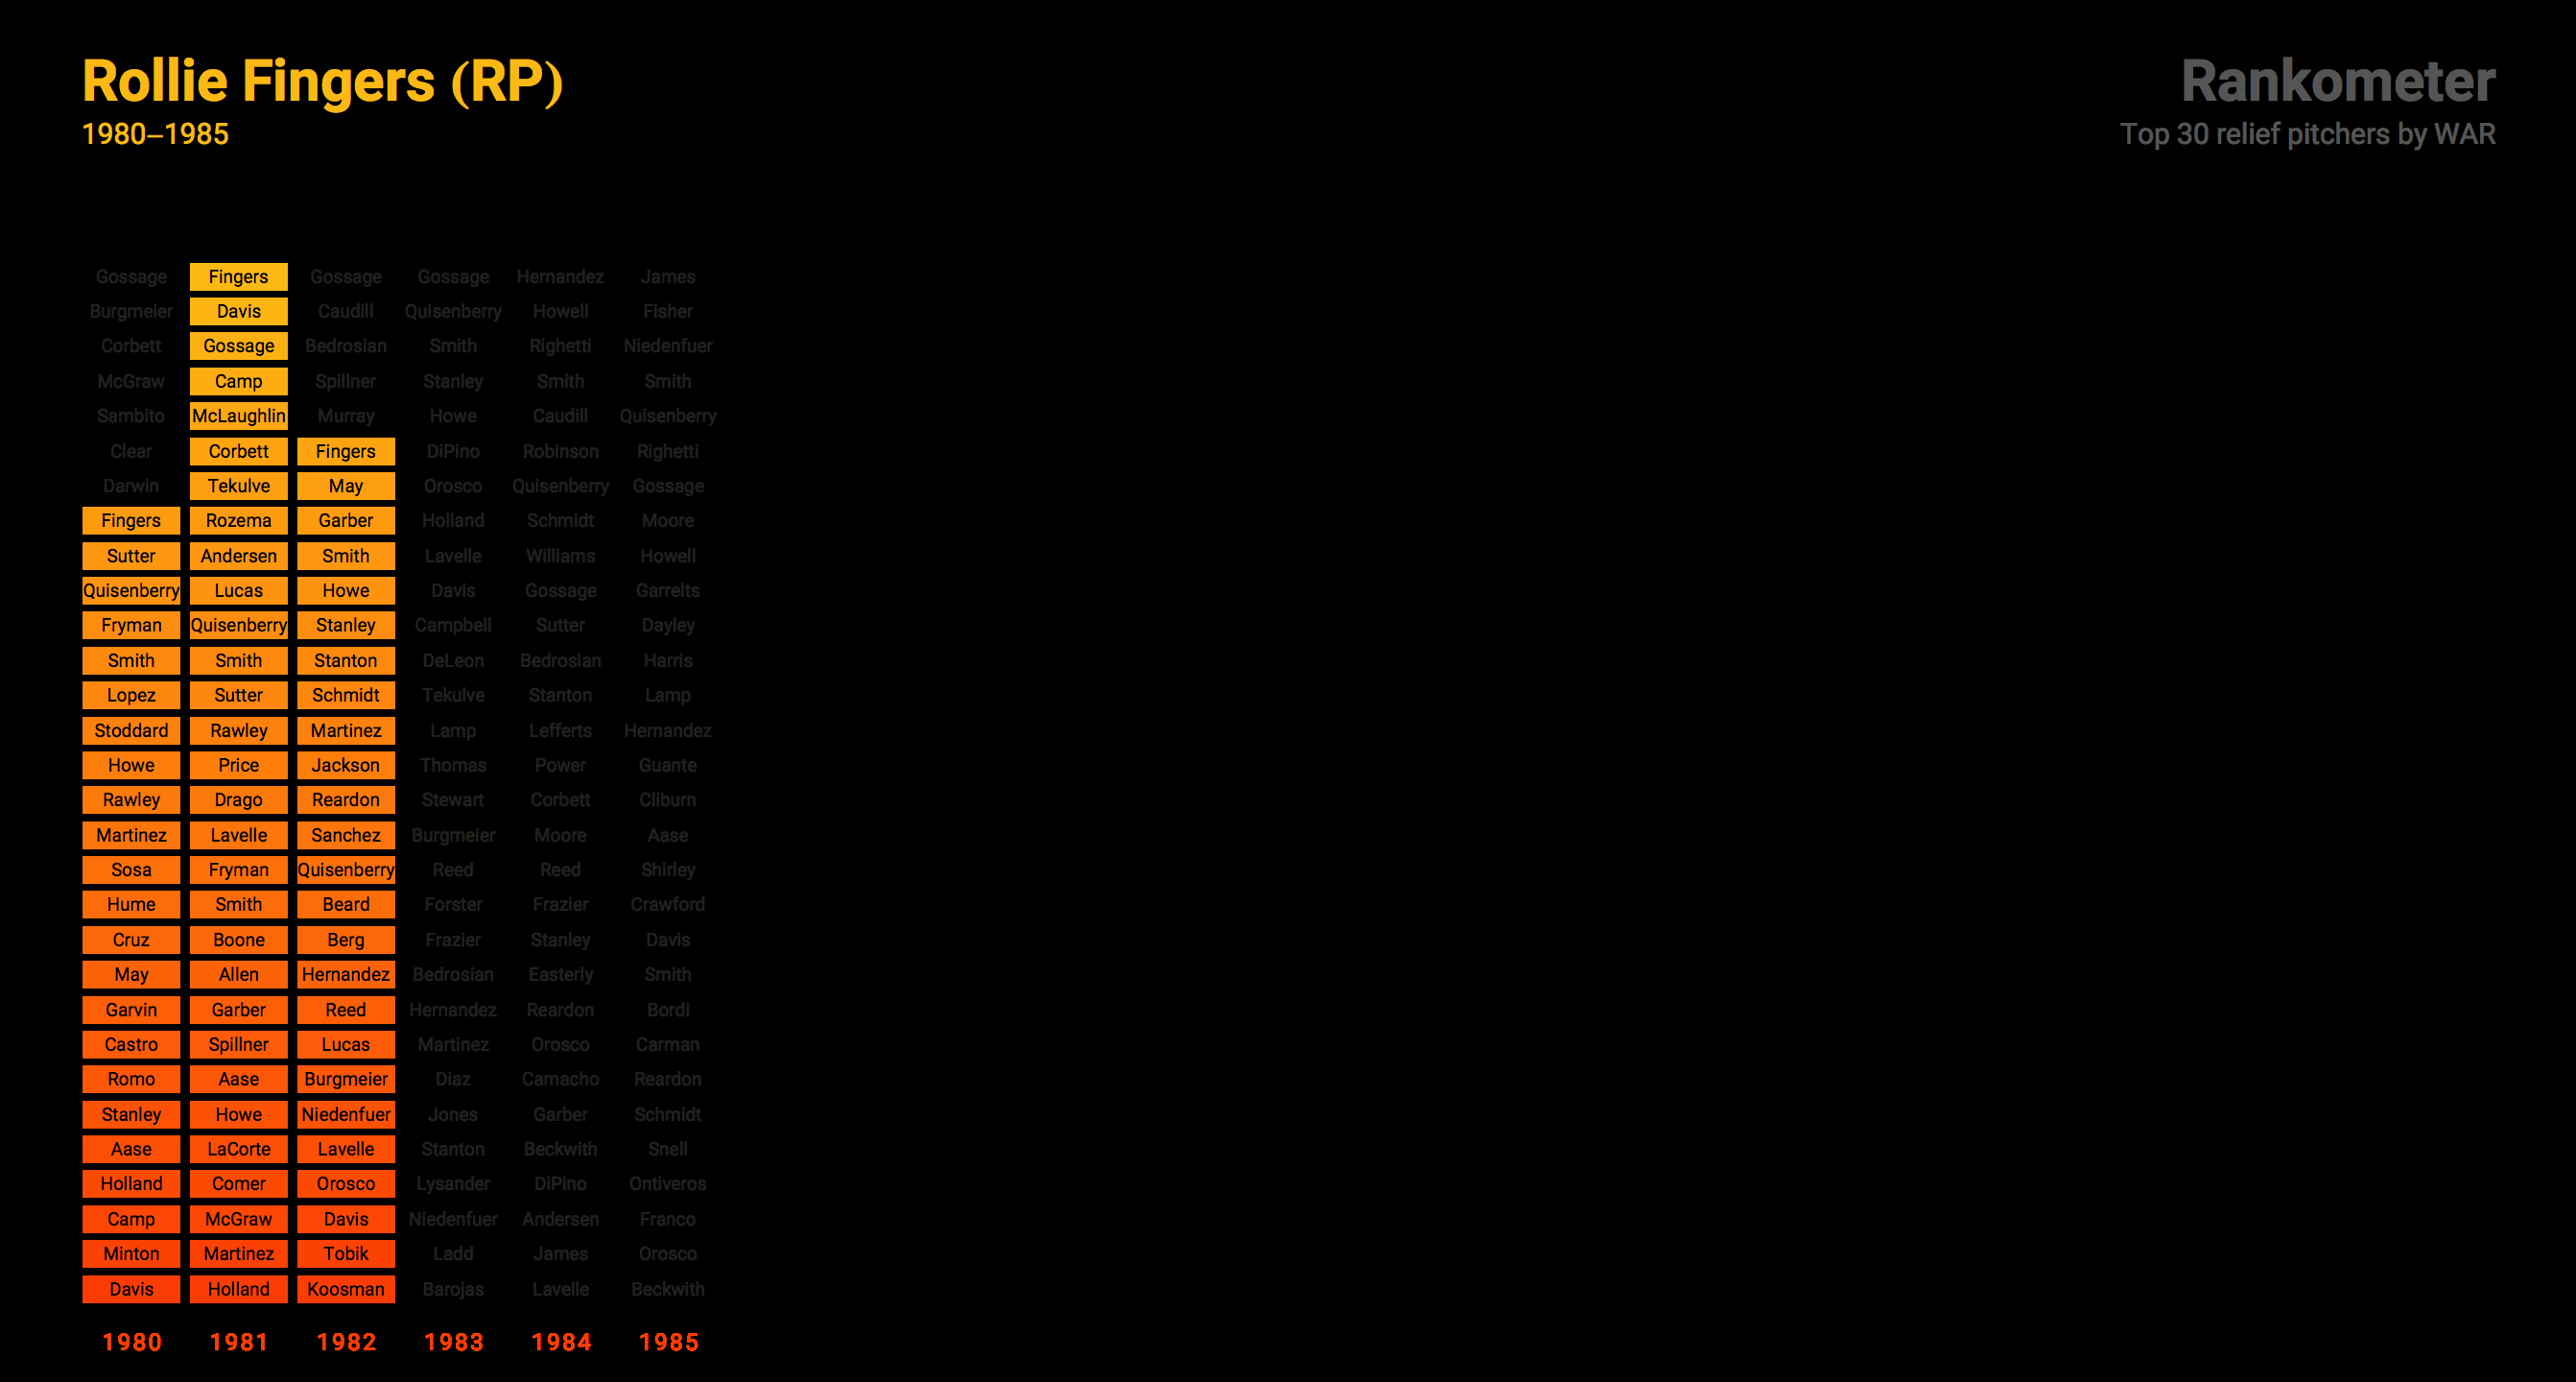 Rollie Fingers (RP)
1980–1985
Rankometer
Top 30 relief pitchers by WAR
Gossage Fingers Gossage Gossage Hernandez James
Burgmeier Davis Caudill Quisenberry Howell Fisher
Corbett Gossage Bedrosian Smith Righetti Niedenfuer
McGraw Camp Spillner Stanley Smith Smith
Sambito McLaughlin Murray Howe Caudill Quisenberry
Clear Corbett Fingers DiPino Robinson Righetti
Darwin Tekulve May Orosco Quisenberry Gossage
Fingers Rozema Garber Holland Schmidt Moore
Sutter Andersen Smith Lavelle Williams Howell
Quisenberry Lucas Howe Davis Gossage Garrelts
Fryman Quisenberry Stanley Campbell Sutter Dayley
Smith Smith Stanton DeLeon Bedrosian Harris
Lopez Sutter Schmidt Tekulve Stanton Lamp
Stoddard Rawley Martinez Lamp Lefferts Hernandez
Howe Price Jackson Thomas Power Guante
Rawley Drago Reardon Stewart Corbett Cliburn
Martinez Lavelle Sanchez Burgmeier Moore Aase
Sosa Fryman Quisenberry Reed Reed Shirley
Hume Smith Beard Forster Frazier Crawford
Cruz Boone Berg Frazier Stanley Davis
May Allen Hernandez Bedrosian Easterly Smith
Garvin Garber Reed Hernandez Reardon Bordi
Castro Spillner Lucas Martinez Orosco Carman
Romo Aase Burgmeier Diaz Camacho Reardon
Stanley Howe Niedenfuer Jones Garber Schmidt
Aase LaCorte Lavelle Stanton Beckwith Snell
Holland Comer Orosco Lysander DiPino Ontiveros
Camp McGraw Davis Niedenfuer Andersen Franco
Minton Martinez Tobik Ladd James Orosco
Davis Holland Koosman Barojas Lavelle Beckwith
1980 1981 1982 1983 1984 1985